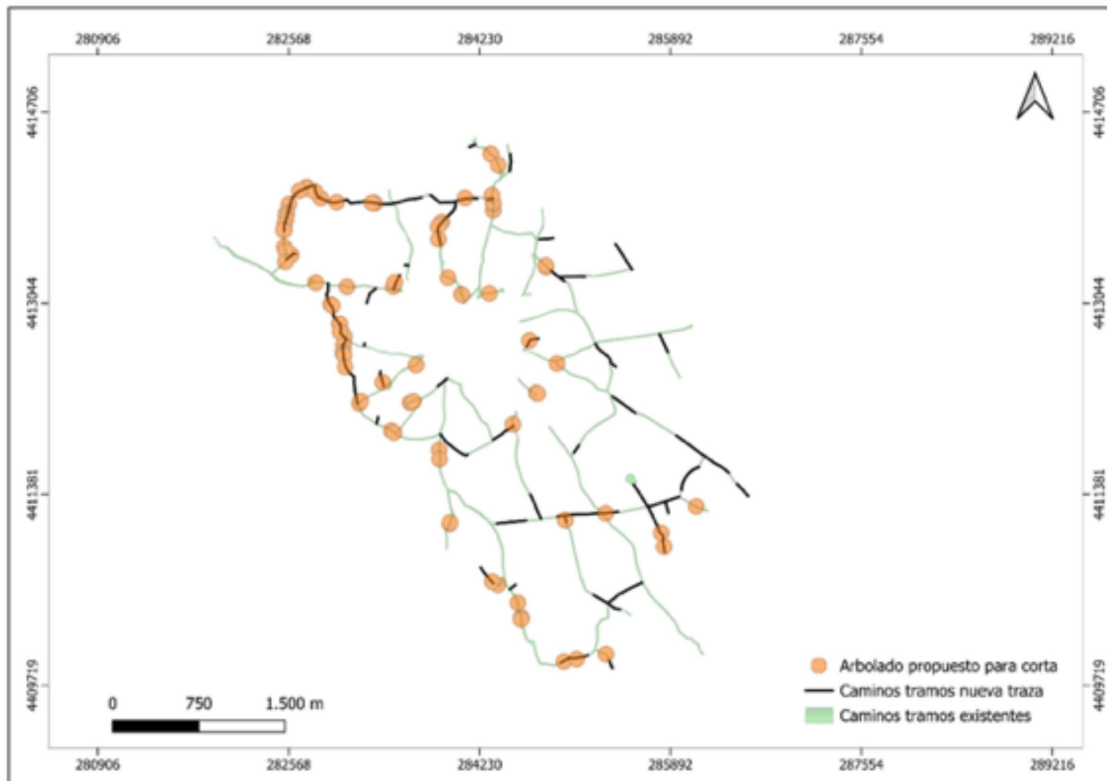 280906 282568 284230 285892 287554 289216
4414706 4414706
4413044 4413044
4411381 4411381
4409719 4409719
Arbolado propuesto para corta
0 750 1.500 m
Caminos tramos nueva traza
Caminos tramos existentes
280906 282568 284230 285892 287554 289216